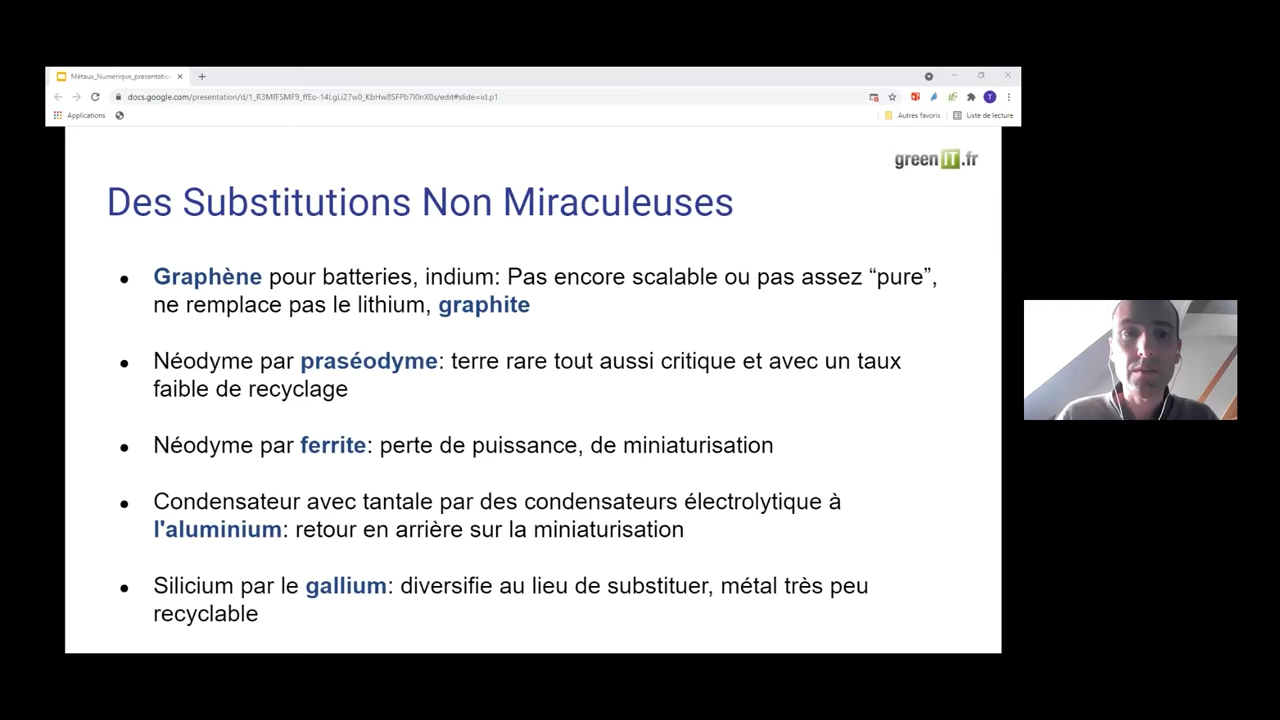 Métaux_Numerique_presentation
Applications
Autres favoris
Liste de lecture
T
green IT .fr
Des Substitutions Non Miraculeuses
Graphène pour batteries, indium: Pas encore scalable ou pas assez “pure”,
ne remplace pas le lithium, graphite
Néodyme par praséodyme: terre rare tout aussi critique et avec un taux
faible de recyclage
Néodyme par ferrite: perte de puissance, de miniaturisation
Condensateur avec tantale par des condensateurs électrolytique à
l'aluminium: retour en arrière sur la miniaturisation
Silicium par le gallium: diversifie au lieu de substituer, métal très peu
recyclable